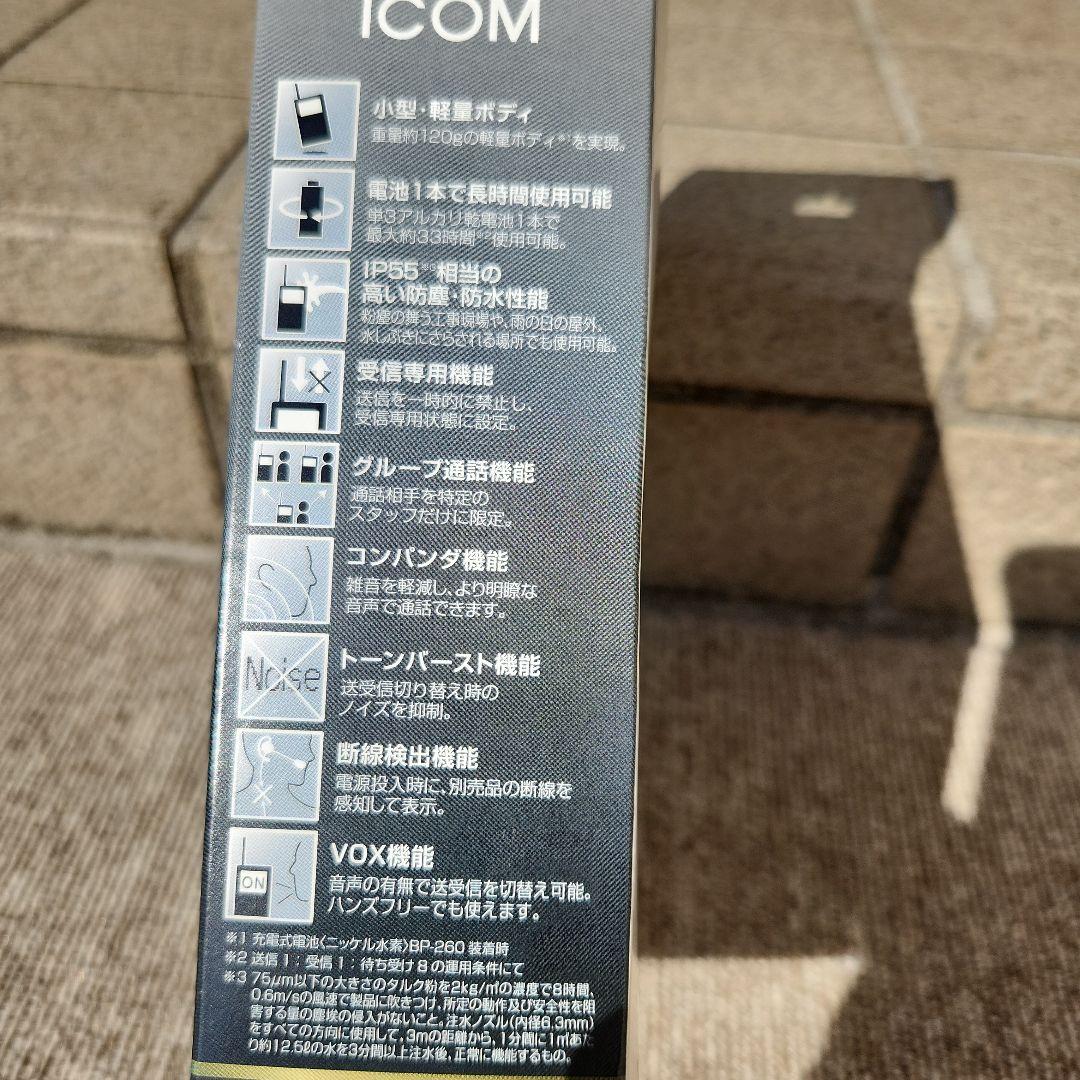 ICOM
小型・軽量ボディ
重量約120gの軽量ボディ※1を実現。
電池1本で長時間使用可能
単3アルカリ乾電池1本で
最大約33時間※2使用可能。
IP55※3相当の
高い防塵・防水性能
粉塵の舞う工事現場や、雨の日の屋外、
水しぶきにさらされる場所でも使用可能。
受信専用機能
送信を一時的に禁止し、
受信専用状態に設定。
グループ通話機能
通話相手を特定の
スタッフだけに限定。
コンパンダ機能
雑音を軽減し、より明瞭な
音声で通話できます。
Noise
トーンバースト機能
送受信切り替え時の
ノイズを抑制。
断線検出機能
電源投入時に、別売品の断線を
感知して表示。
ON
VOX機能
音声の有無で送受信を切替え可能。
ハンズフリーでも使えます。
※1 充電式電池〈ニッケル水素〉BP-260 装着時
※2 送信1:受信1:待ち受け8の運用条件にて
※3 75μm以下の大きさのタルク粉を2kg/㎥の濃度で8時間、
0.6m/sの風速で製品に吹きつけ、所定の動作及び安全性を阻
害する量の塵埃の侵入がないこと。注水ノズル(内径6.3mm)
をすべての方向に使用して、3mの距離から、1分間に1㎡あた
り約12.5ℓの水を3分間以上注水後、正常に機能するもの。